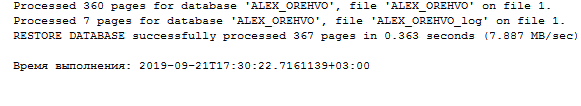 Processed 360 pages for database 'ALEX_OREHVO', file 'ALEX_OREHVO' on file 1.
Processed 7 pages for database 'ALEX_OREHVO', file 'ALEX_OREHVO_log' on file 1.
RESTORE DATABASE successfully processed 367 pages in 0.363 seconds (7.887 MB/sec)
Время выполнения: 2019-09-21T17:30:22.7161139+03:00